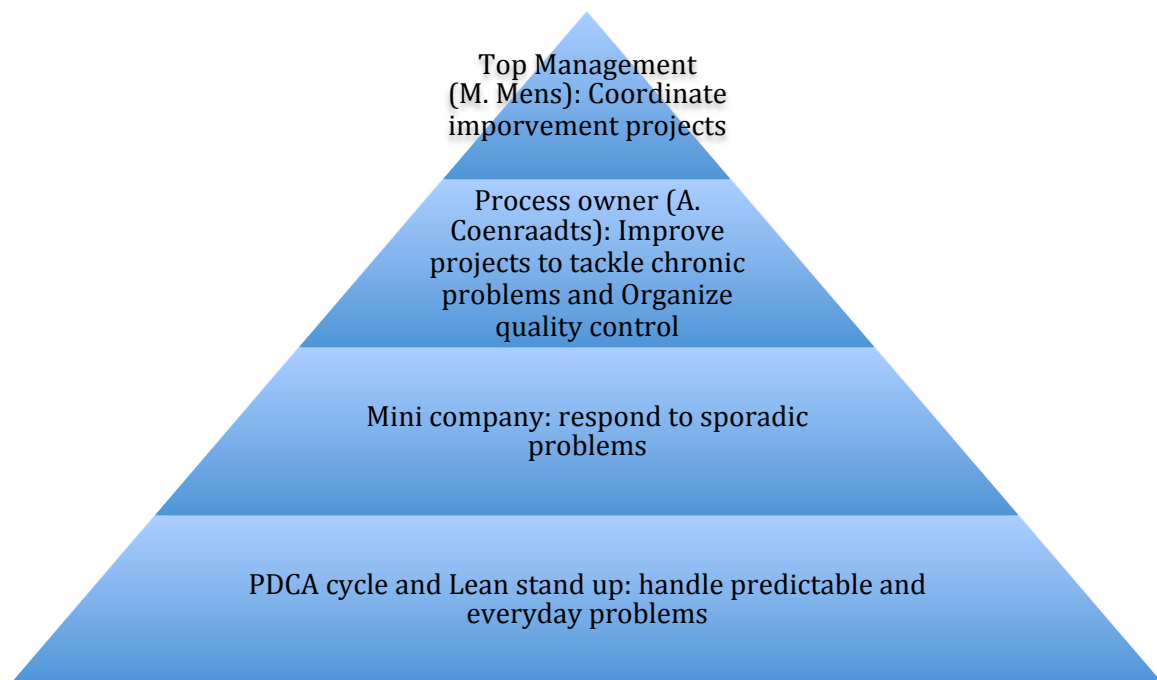 Top Management
(M. Mens): Coordinate
imporvement projects
Process owner (A.
Coenraadts): Improve
projects to tackle chronic
problems and Organize
quality control
Mini company: respond to sporadic
problems
PDCA cycle and Lean stand up: handle predictable and
everyday problems